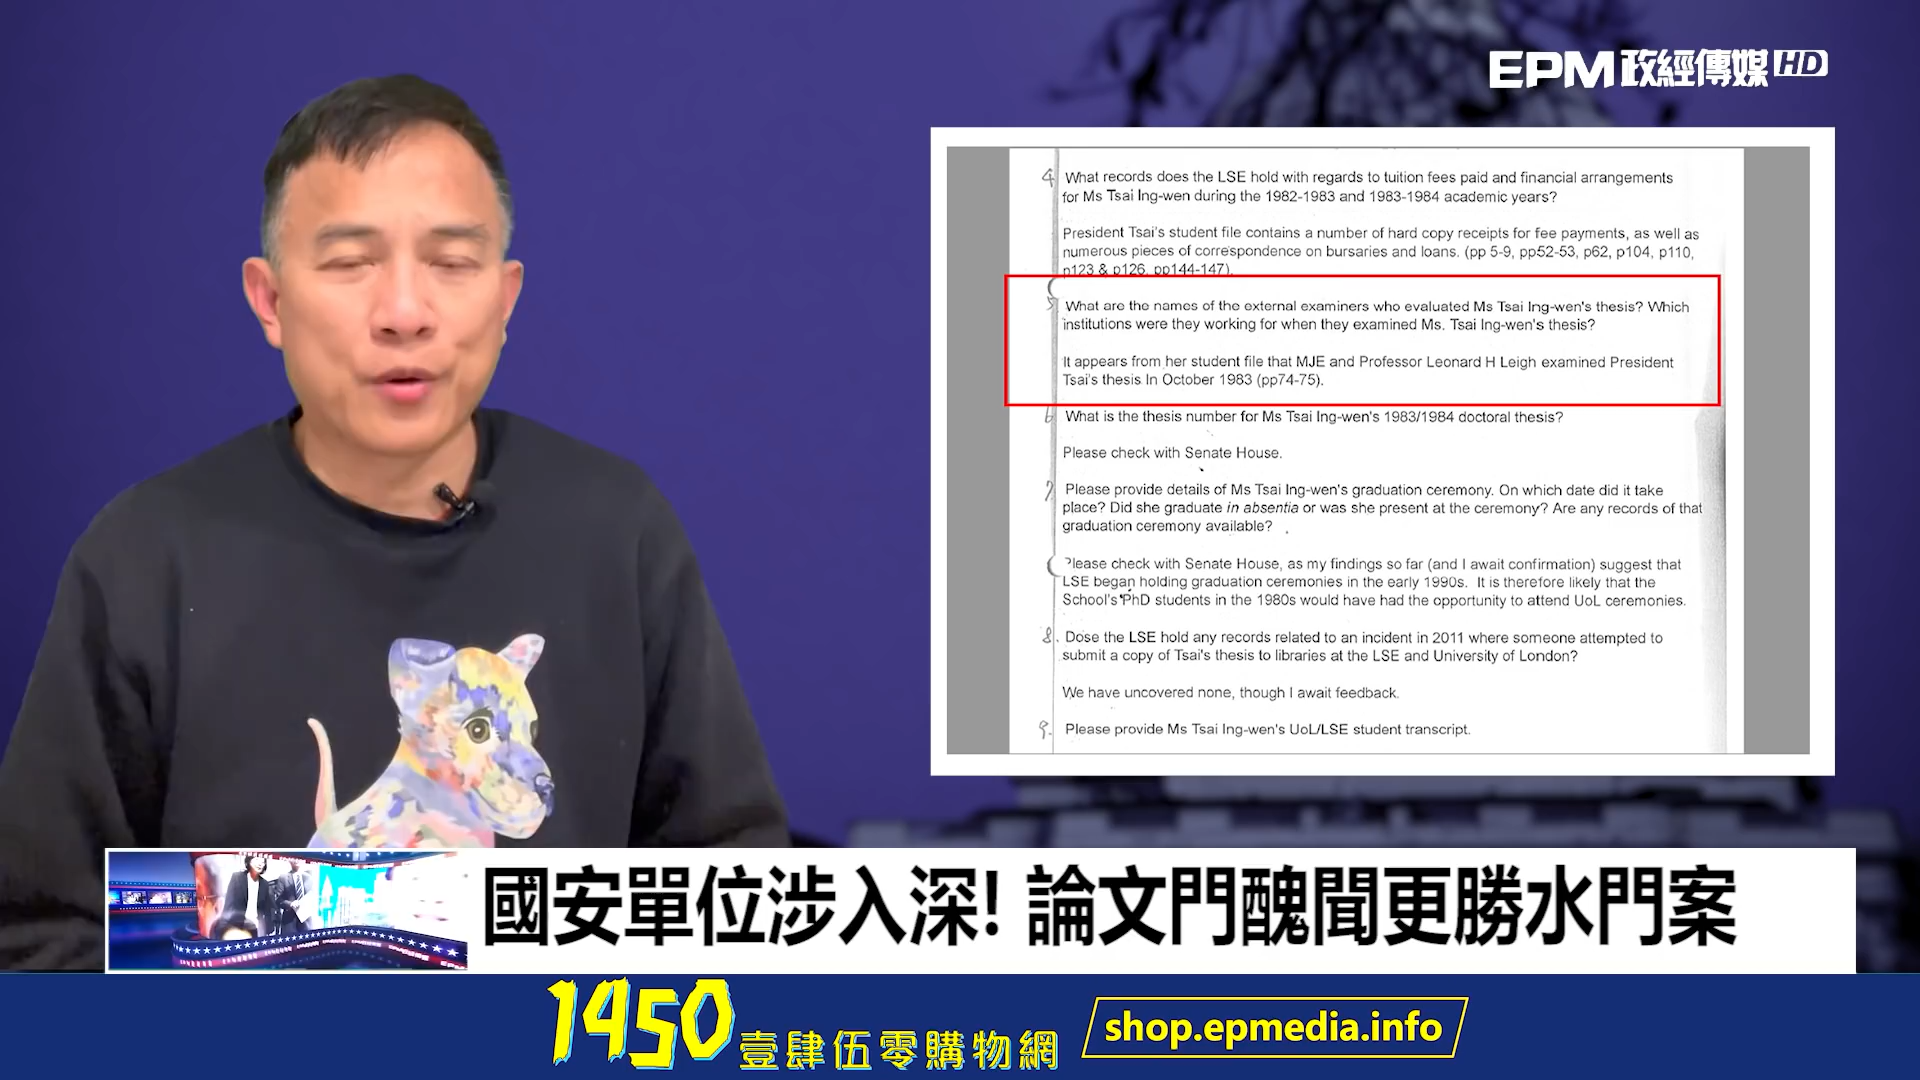 EPM政經傳媒HD
4 What records does the LSE hold with regards to tuition fees paid and financial arrangements
for Ms Tsai Ing-wen during the 1982-1983 and 1983-1984 academic years?
President Tsai's student file contains a number of hard copy receipts for fee payments, as well as
numerous pieces of correspondence on bursaries and loans. (pp 5-9, pp52-53, p62, p104, p110,
p123 & p126, pp144-147).
5 What are the names of the external examiners who evaluated Ms Tsai Ing-wen's thesis? Which
institutions were they working for when they examined Ms. Tsai Ing-wen's thesis?
It appears from her student file that MJE and Professor Leonard H Leigh examined President
Tsai's thesis In October 1983 (pp74-75).
6 What is the thesis number for Ms Tsai Ing-wen's 1983/1984 doctoral thesis?
Please check with Senate House.
7 Please provide details of Ms Tsai Ing-wen's graduation ceremony. On which date did it take
place? Did she graduate in absentia or was she present at the ceremony? Are any records of that
graduation ceremony available?
Please check with Senate House, as my findings so far (and I await confirmation) suggest that
LSE began holding graduation ceremonies in the early 1990s. It is therefore likely that the
School's PhD students in the 1980s would have had the opportunity to attend UoL ceremonies.
8. Dose the LSE hold any records related to an incident in 2011 where someone attempted to
submit a copy of Tsai's thesis to libraries at the LSE and University of London?
We have uncovered none, though I await feedback.
9. Please provide Ms Tsai Ing-wen's UoL/LSE student transcript.
國安單位涉入深! 論文門醜聞更勝水門案
1450壹肆伍零購物網 shop.epmedia.info